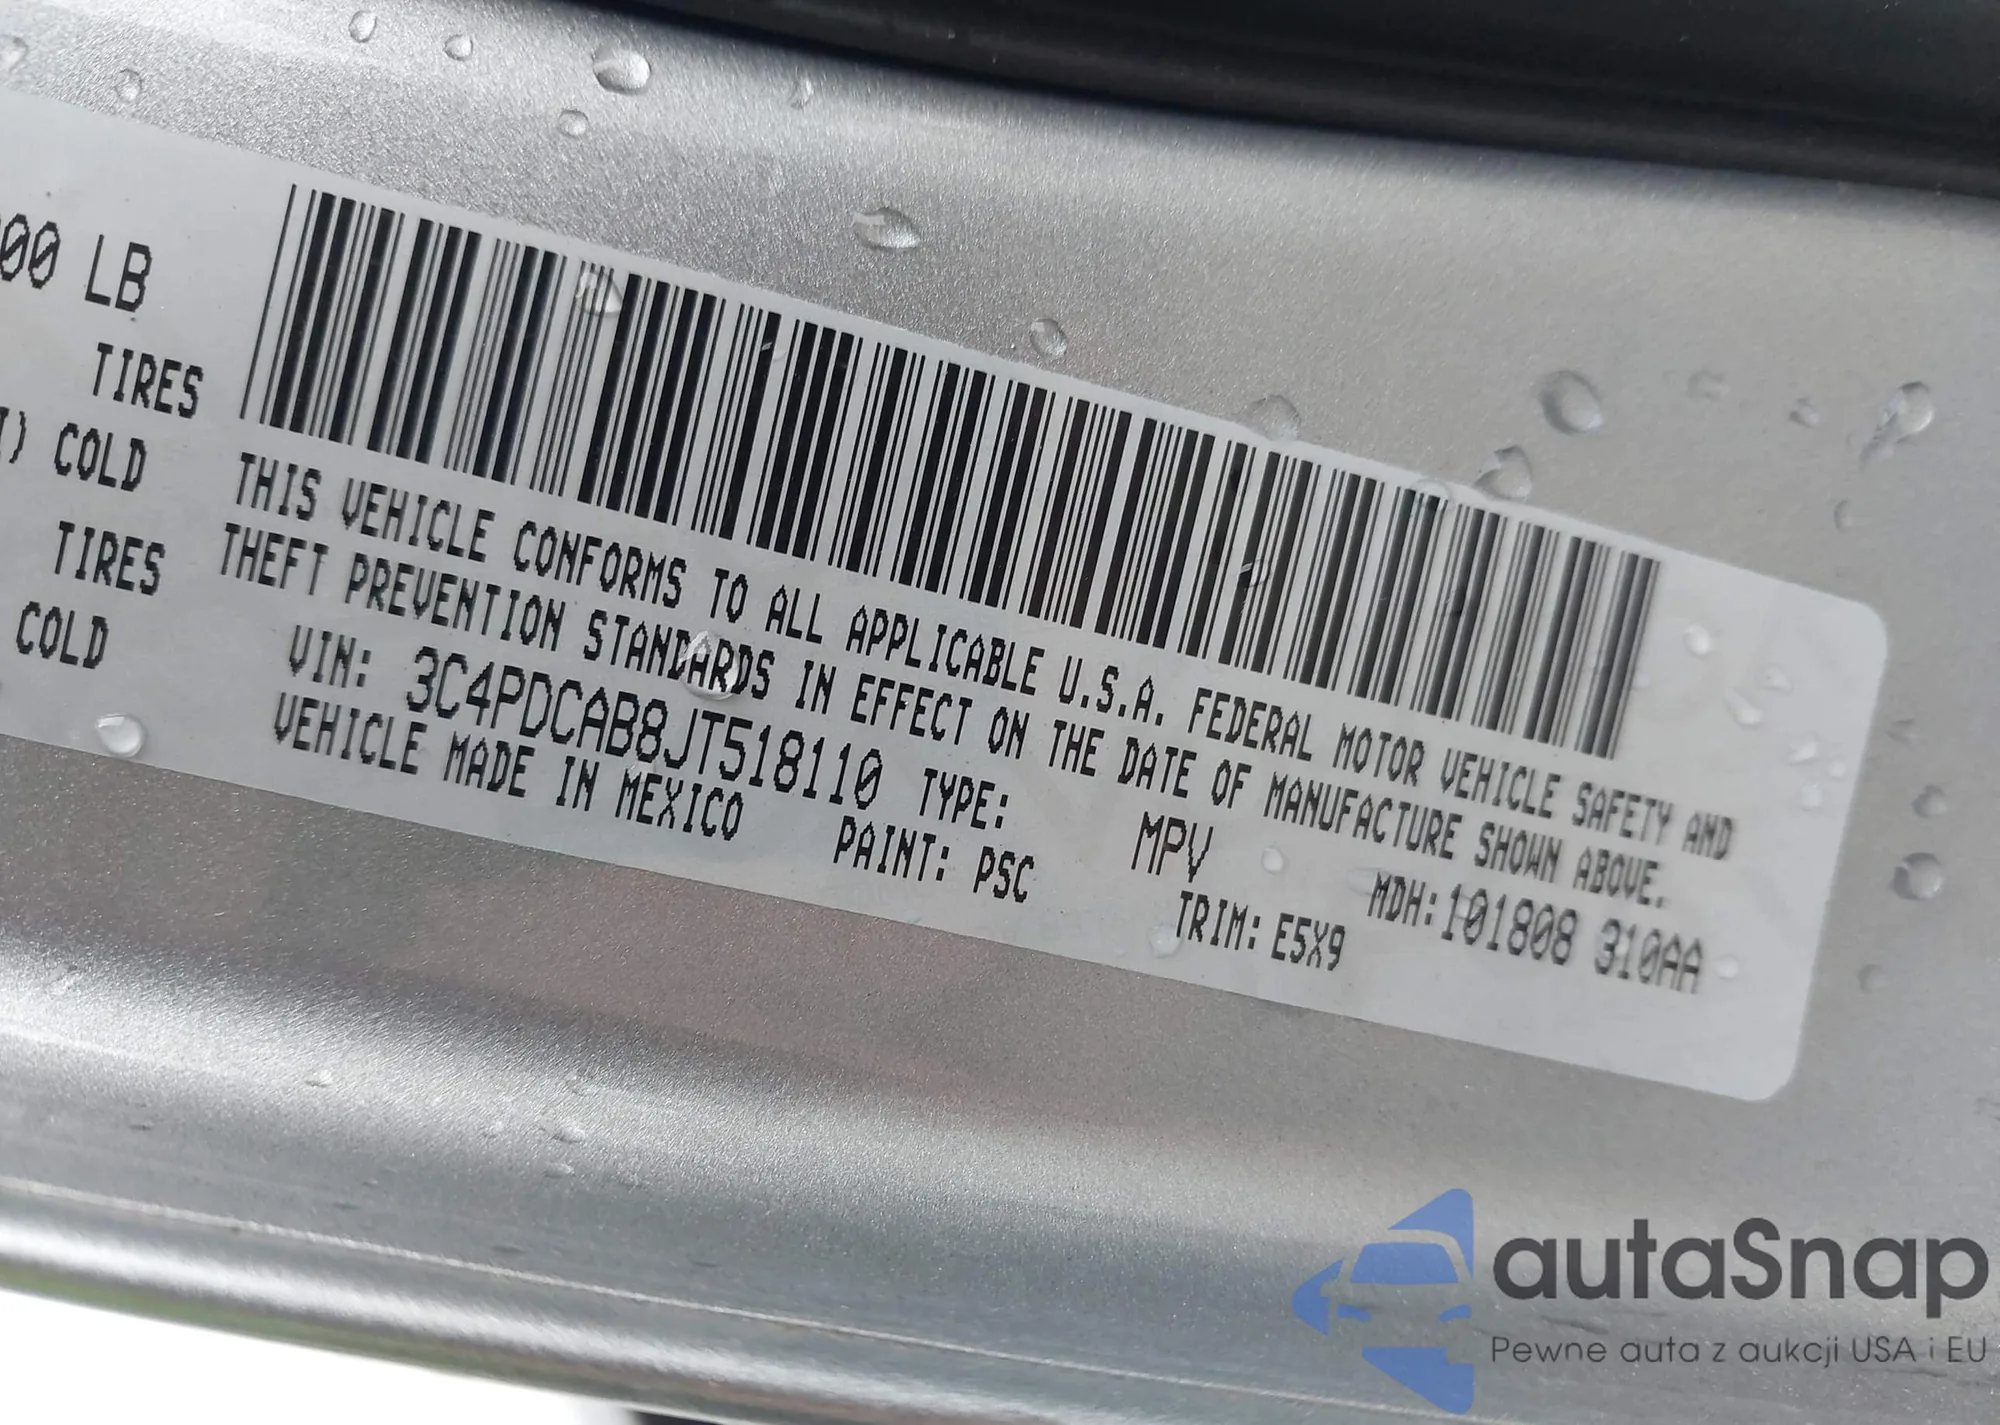 00 LB
TIRES
COLD
TIRES
COLD
THIS VEHICLE CONFORMS TO ALL APPLICABLE U.S.A. FEDERAL MOTOR VEHICLE SAFETY AND
THEFT PREVENTION STANDARDS IN EFFECT ON THE DATE OF MANUFACTURE SHOWN ABOVE.
VIN: 3C4PDCAB8JT518110 TYPE: MPV MDH:101808 310AA
VEHICLE MADE IN MEXICO PAINT: PSC TRIM: E5X9
autaSnap
Pewne auta z aukcji USA i EU